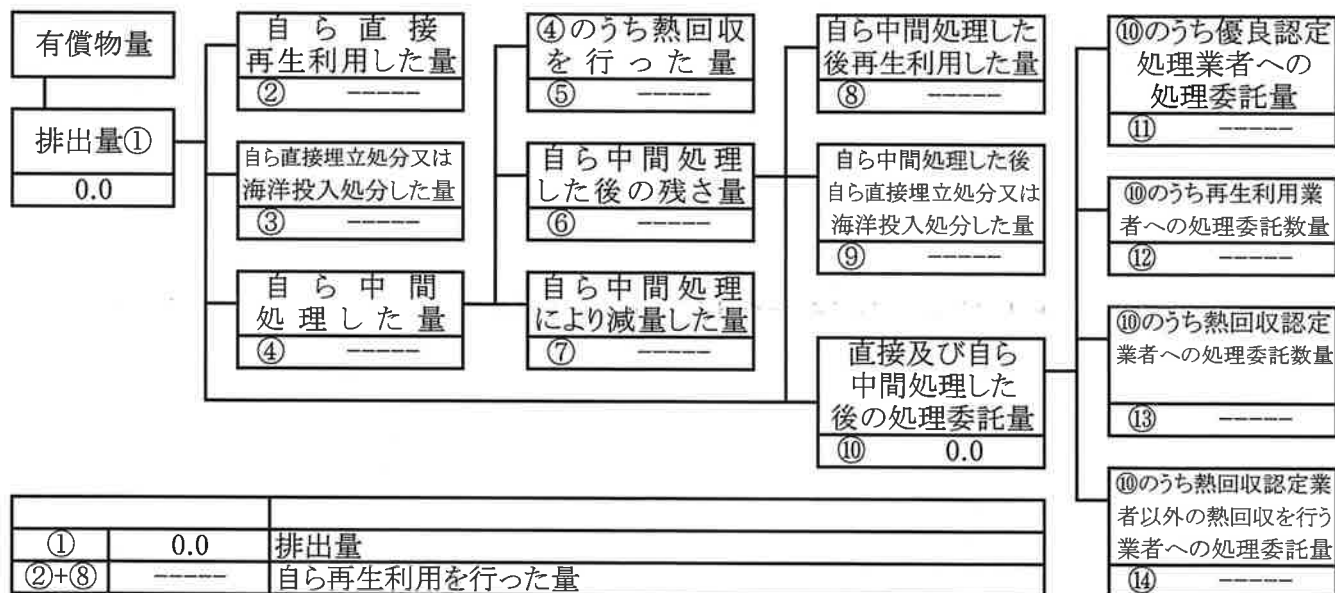 有償物量
排出量①
0.0
自ら直接
再生利用した量
② -----
自ら直接埋立処分又は
海洋投入処分した量
③ -----
自ら中間
処理した量
④ -----
④のうち熱回収
を行った量
⑤ -----
自ら中間処理
した後の残さ量
⑥ -----
自ら中間処理
により減量した量
⑦ -----
自ら中間処理した
後再生利用した量
⑧ -----
自ら中間処理した後
自ら直接埋立処分又は
海洋投入処分した量
⑨ -----
直接及び自ら
中間処理した
後の処理委託量
⑩ 0.0
⑩のうち優良認定
処理業者への
処理委託量
⑪ -----
⑩のうち再生利用業
者への処理委託数量
⑫ -----
⑩のうち熱回収認定
業者への処理委託数量
⑬ -----
⑩のうち熱回収認定業
者以外の熱回収を行う
業者への処理委託量
⑭ -----
① 0.0 排出量
②+⑧ ----- 自ら再生利用を行った量